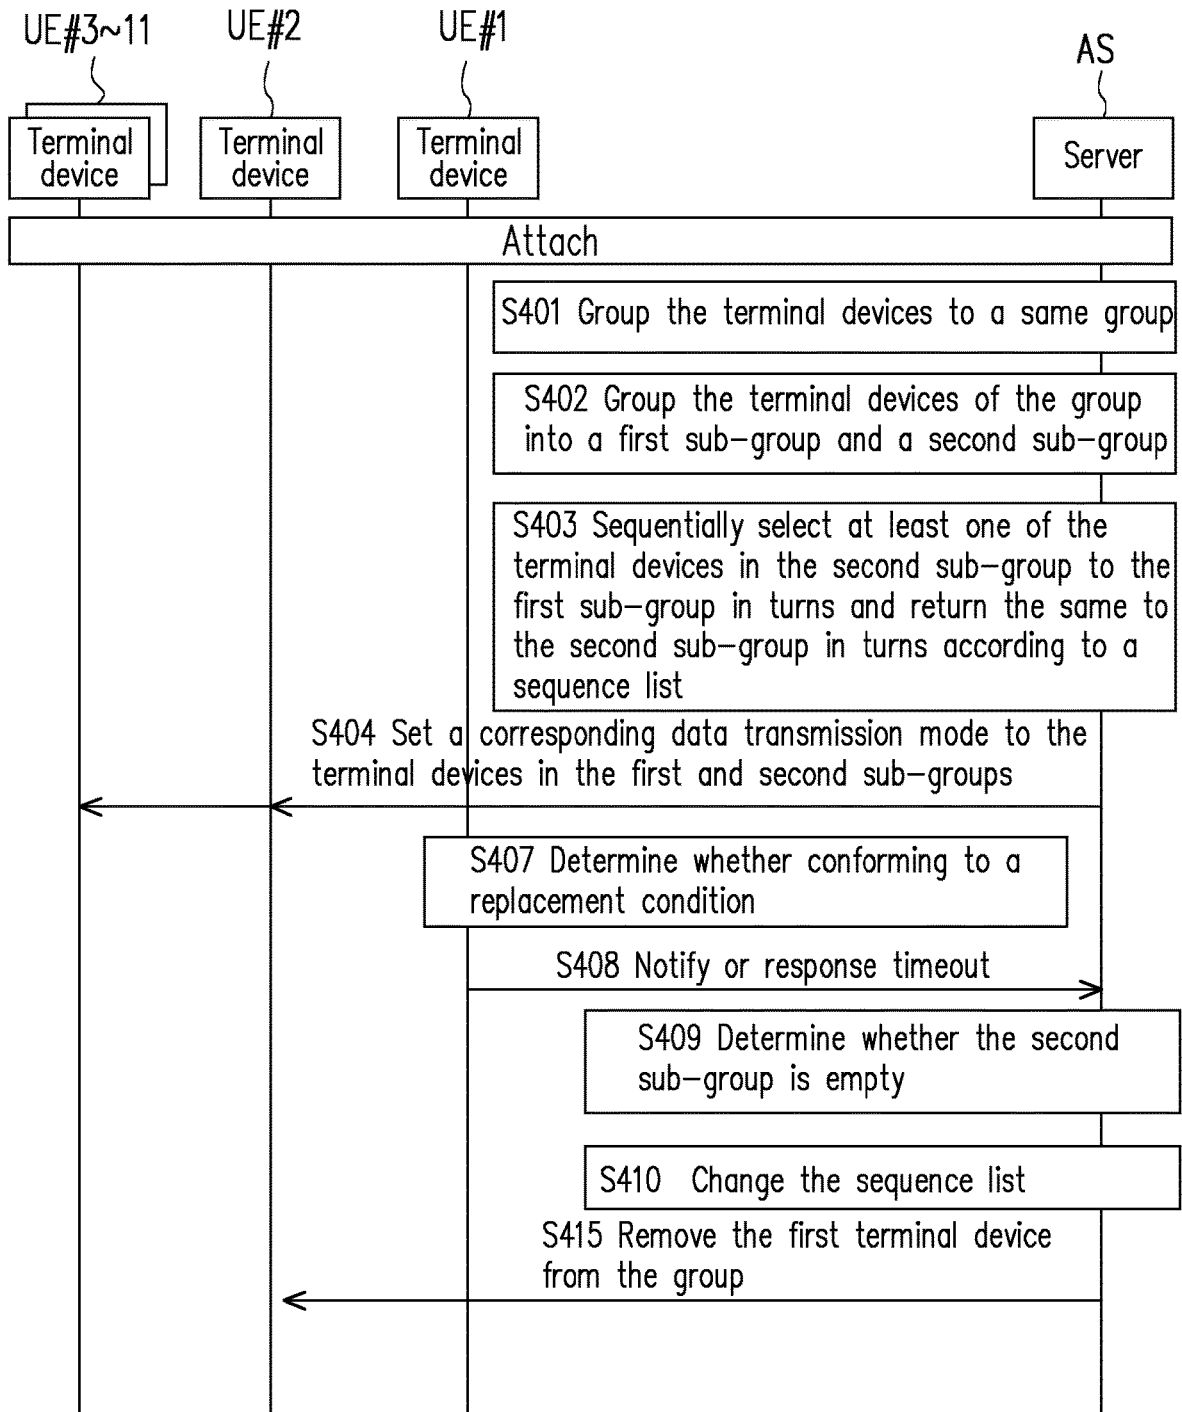 UE#3~11
UE#2
UE#1
AS
Terminal
device
Terminal
device
Terminal
device
Server
Attach
S401 Group the terminal devices to a same group
S402 Group the terminal devices of the group
into a first sub-group and a second sub-group
S403 Sequentially select at least one of the
terminal devices in the second sub-group to the
first sub-group in turns and return the same to
the second sub-group in turns according to a
sequence list
S404 Set a corresponding data transmission mode to the
terminal devices in the first and second sub-groups
S407 Determine whether conforming to a
replacement condition
S408 Notify or response timeout
S409 Determine whether the second
sub-group is empty
S410 Change the sequence list
S415 Remove the first terminal device
from the group